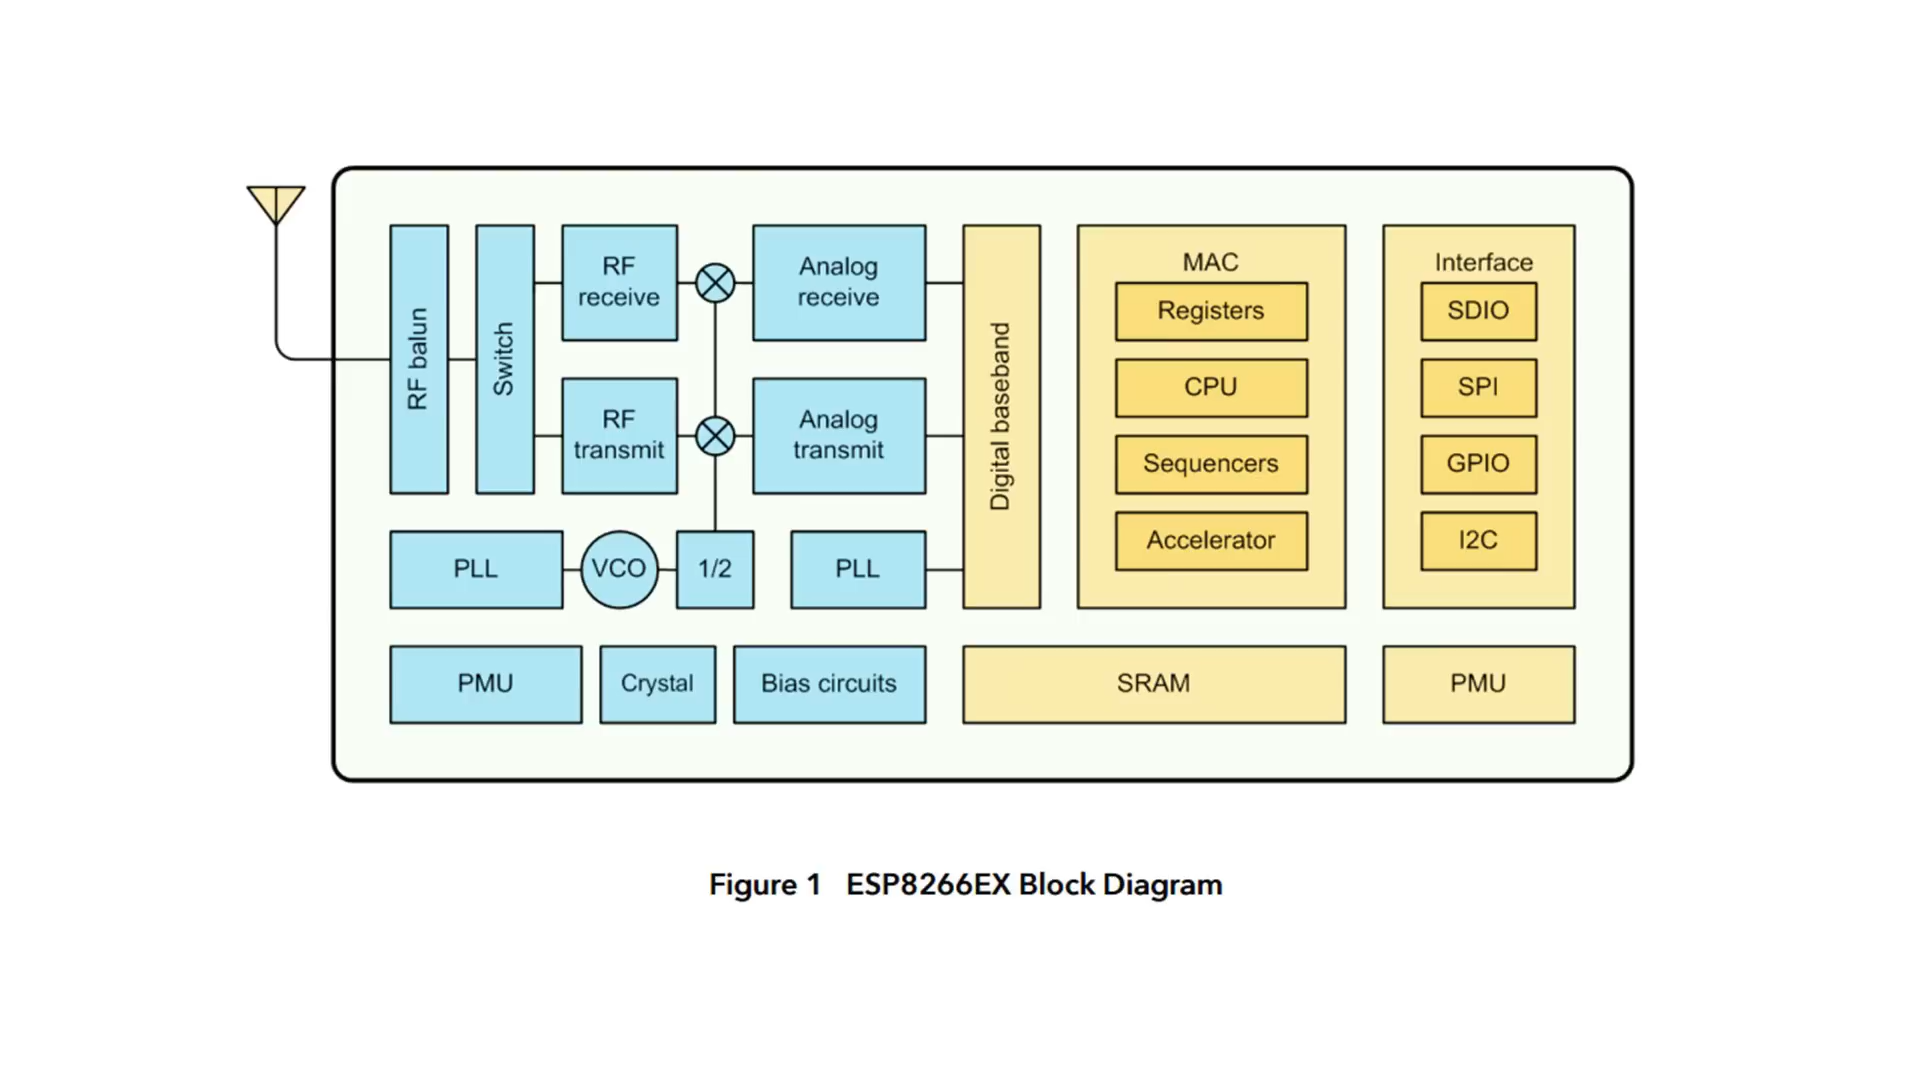 RF balun
Switch
RF
receive
Analog
receive
RF
transmit
Analog
transmit
PLL
VCO
1/2
PLL
Digital baseband
MAC
Registers
CPU
Sequencers
Accelerator
Interface
SDIO
SPI
GPIO
I2C
PMU
Crystal
Bias circuits
SRAM
PMU
Figure 1 ESP8266EX Block Diagram